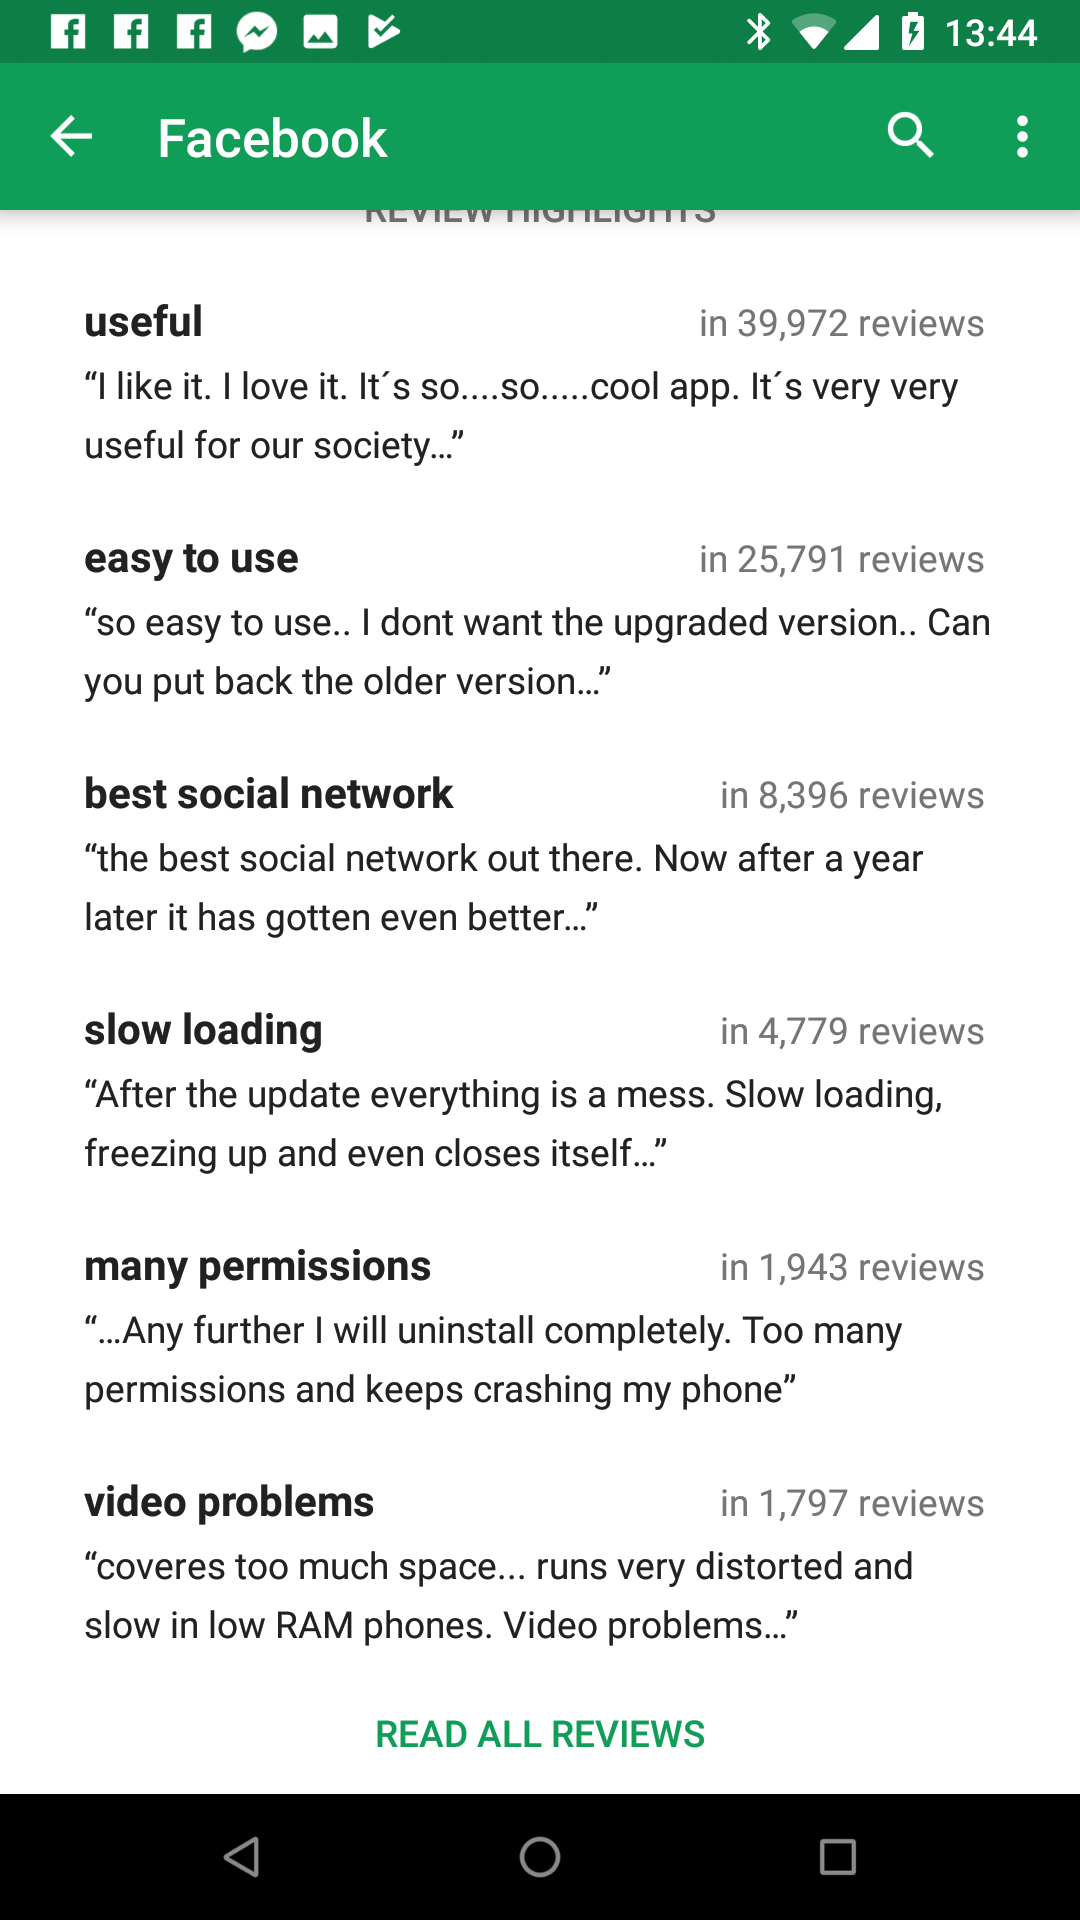 13:44
Facebook
REVIEW HIGHLIGHTS
useful in 39,972 reviews
“I like it. I love it. It´s so....so.....cool app. It´s very very
useful for our society…”
easy to use in 25,791 reviews
“so easy to use.. I dont want the upgraded version.. Can
you put back the older version…”
best social network in 8,396 reviews
“the best social network out there. Now after a year
later it has gotten even better…”
slow loading in 4,779 reviews
“After the update everything is a mess. Slow loading,
freezing up and even closes itself…”
many permissions in 1,943 reviews
“…Any further I will uninstall completely. Too many
permissions and keeps crashing my phone”
video problems in 1,797 reviews
“coveres too much space... runs very distorted and
slow in low RAM phones. Video problems…”
READ ALL REVIEWS